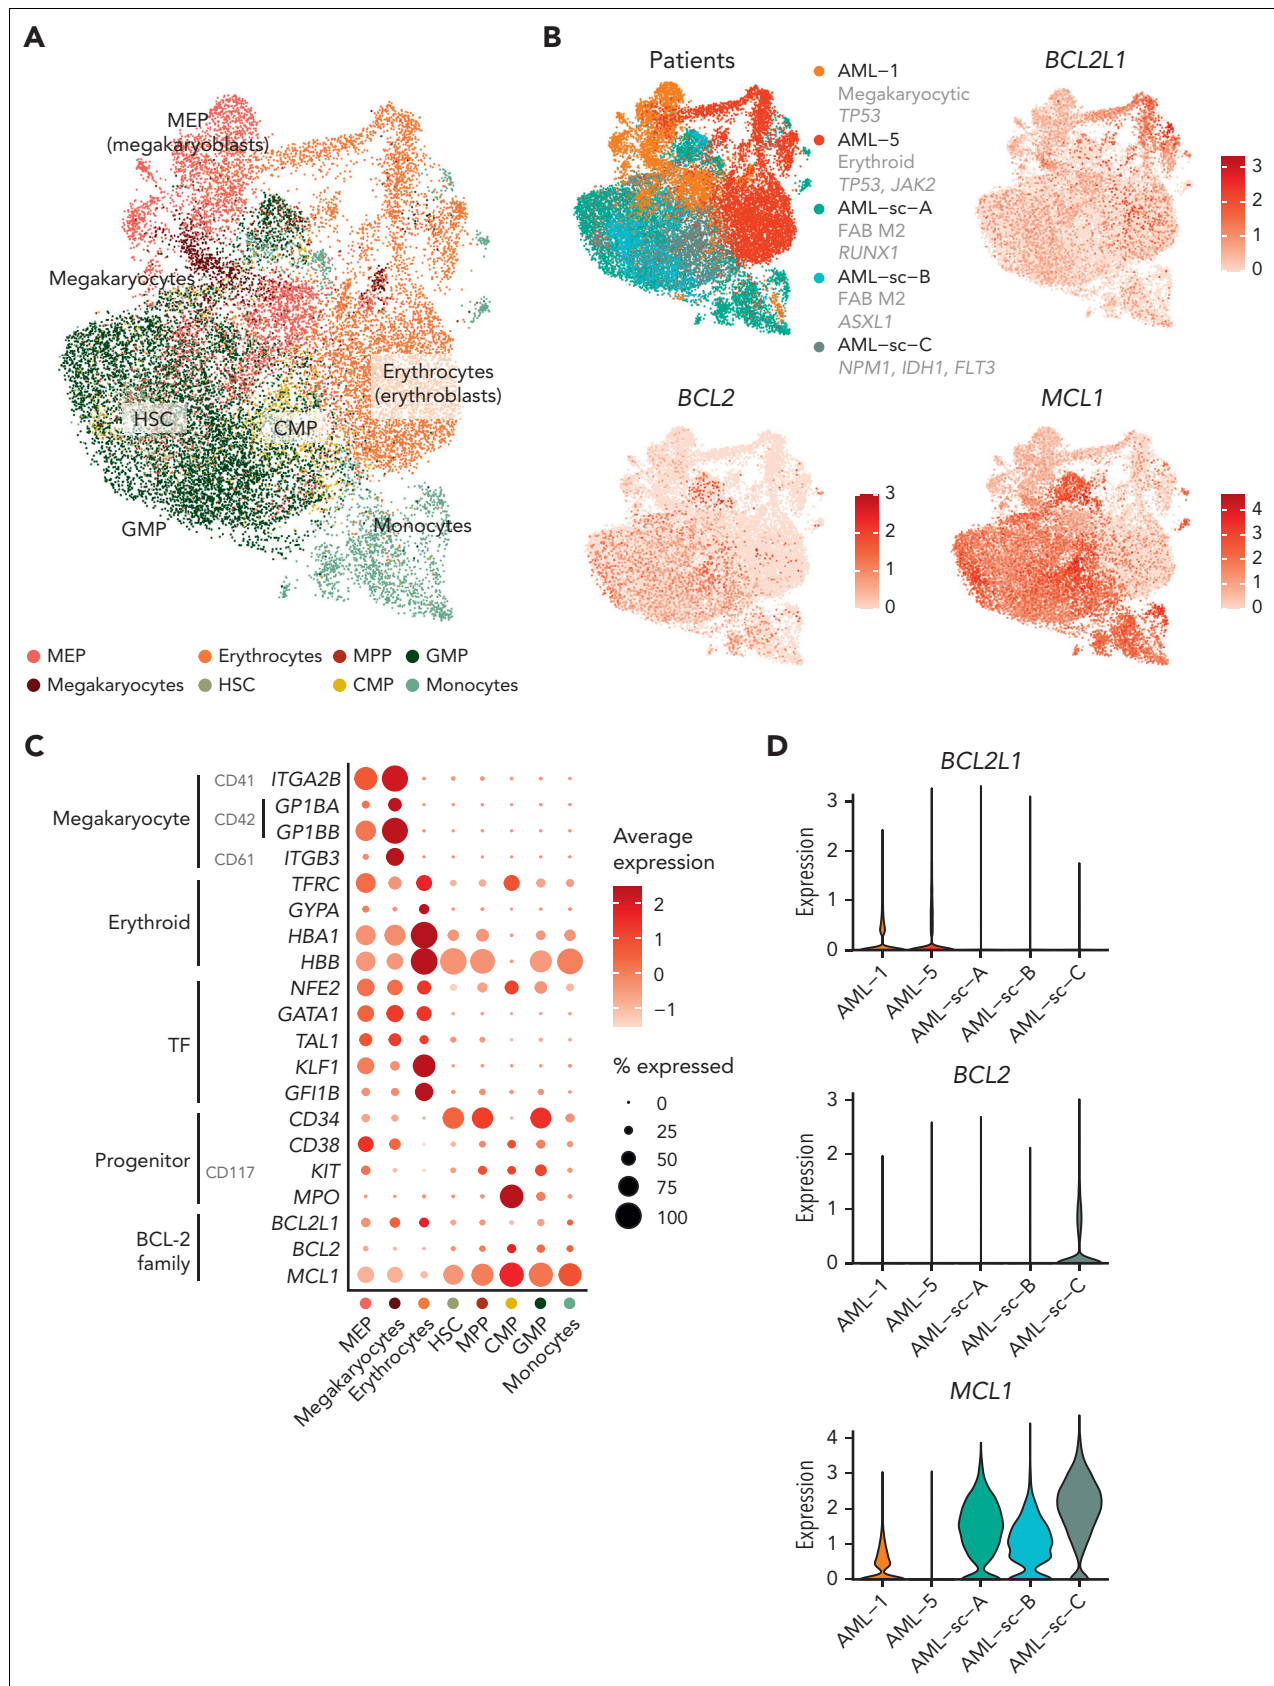 A
MEP
(megakaryoblasts)
Megakaryocytes
Erythrocytes
(erythroblasts)
HSC
CMP
GMP
Monocytes
MEP
Erythrocytes
MPP
GMP
Megakaryocytes
HSC
CMP
Monocytes
B
Patients
AML–1
Megakaryocytic
TP53
AML–5
Erythroid
TP53, JAK2
AML–sc–A
FAB M2
RUNX1
AML–sc–B
FAB M2
ASXL1
AML–sc–C
NPM1, IDH1, FLT3
BCL2L1
3
2
1
0
BCL2
3
2
1
0
MCL1
4
3
2
1
0
C
Megakaryocyte
CD41
ITGA2B
GP1BA
CD42
GP1BB
CD61
ITGB3
Erythroid
TFRC
GYPA
HBA1
HBB
TF
NFE2
GATA1
TAL1
KLF1
GFI1B
Progenitor
CD34
CD38
CD117
KIT
MPO
BCL-2
family
BCL2L1
BCL2
MCL1
MEP
Megakaryocytes
Erythrocytes
HSC
MPP
CMP
GMP
Monocytes
Average
expression
2
1
0
−1
% expressed
0
25
50
75
100
D
BCL2L1
Expression
3
2
1
0
AML–1
AML–5
AML–sc–A
AML–sc–B
AML–sc–C
BCL2
Expression
3
2
1
0
AML–1
AML–5
AML–sc–A
AML–sc–B
AML–sc–C
MCL1
Expression
4
3
2
1
0
AML–1
AML–5
AML–sc–A
AML–sc–B
AML–sc–C